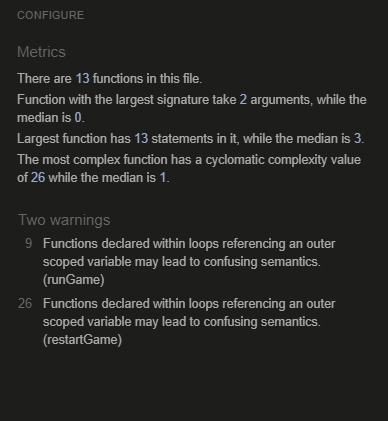 CONFIGURE
Metrics
There are 13 functions in this file.
Function with the largest signature take 2 arguments, while the
median is 0.
Largest function has 13 statements in it, while the median is 3.
The most complex function has a cyclomatic complexity value
of 26 while the median is 1.
Two warnings
9 Functions declared within loops referencing an outer
scoped variable may lead to confusing semantics.
(runGame)
26 Functions declared within loops referencing an outer
scoped variable may lead to confusing semantics.
(restartGame)